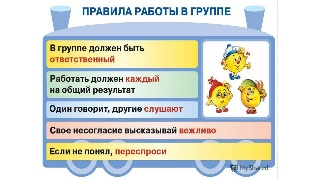 ПРАВИЛА РАБОТЫ В ГРУППЕ
В группе должен быть
ответственный
Работать должен каждый
на общий результат
Один говорит, другие слушают
Свое несогласие высказывай вежливо
Если не понял, переспроси
MyShared